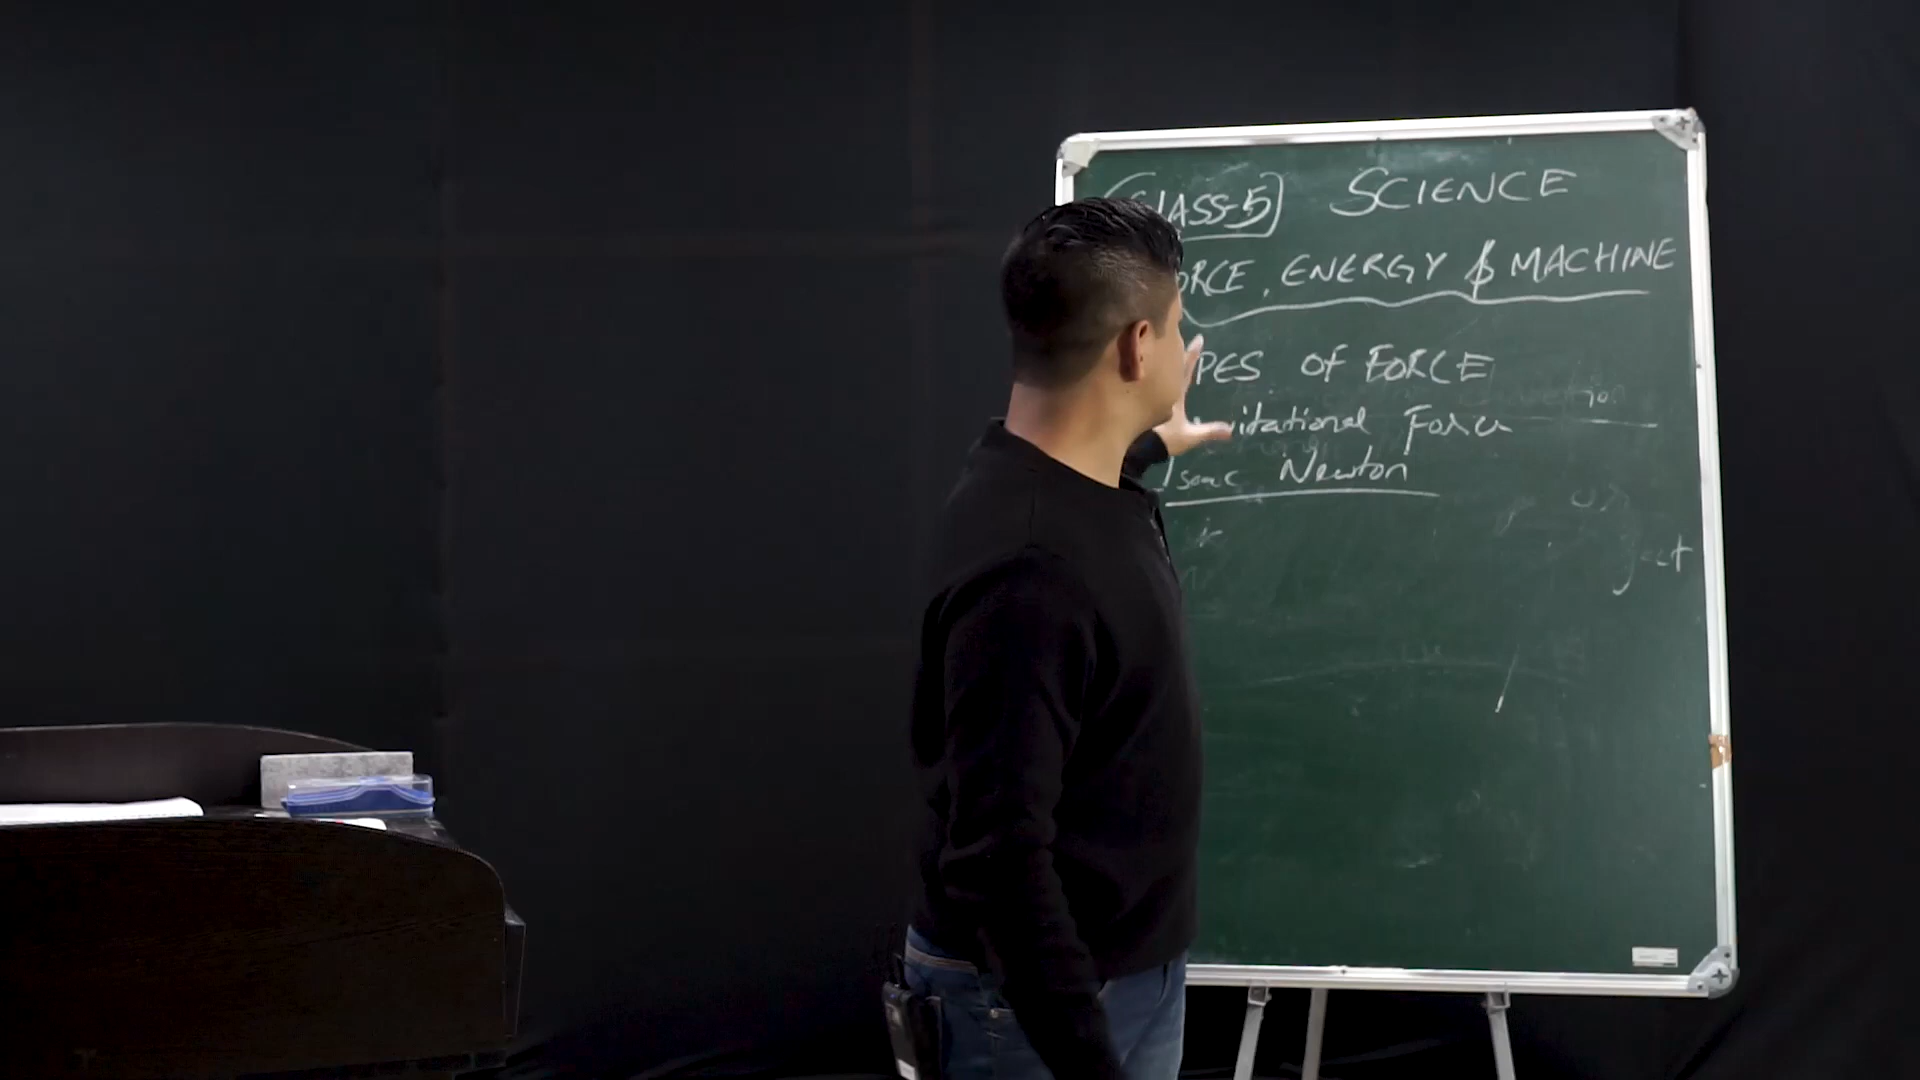 CLASS-5 SCIENCE
FORCE, ENERGY & MACHINE
TYPES OF FORCE
Gravitational Force
Isaac Newton